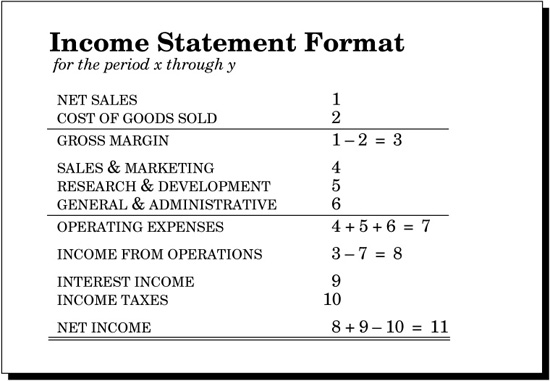 Income Statement Format
for the period x through y
NET SALES 1
COST OF GOODS SOLD 2
GROSS MARGIN 1 – 2 = 3
SALES & MARKETING 4
RESEARCH & DEVELOPMENT 5
GENERAL & ADMINISTRATIVE 6
OPERATING EXPENSES 4 + 5 + 6 = 7
INCOME FROM OPERATIONS 3 – 7 = 8
INTEREST INCOME 9
INCOME TAXES 10
NET INCOME 8 + 9 – 10 = 11